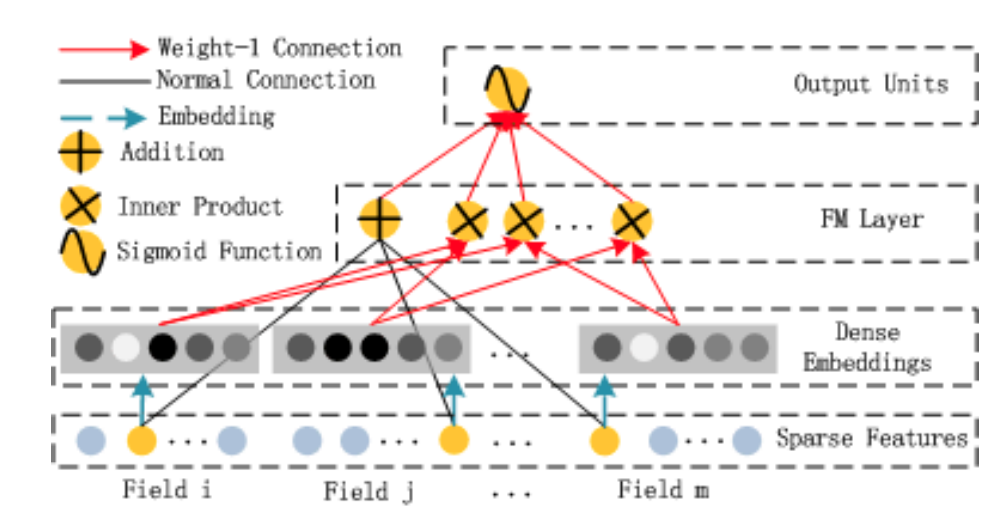 Weight-1 Connection
Normal Connection
Embedding
Addition
Inner Product
Sigmoid Function
Output Units
...
FM Layer
...
Dense
Embeddings
... ... ... ... Sparse Features
Field i Field j ... Field m